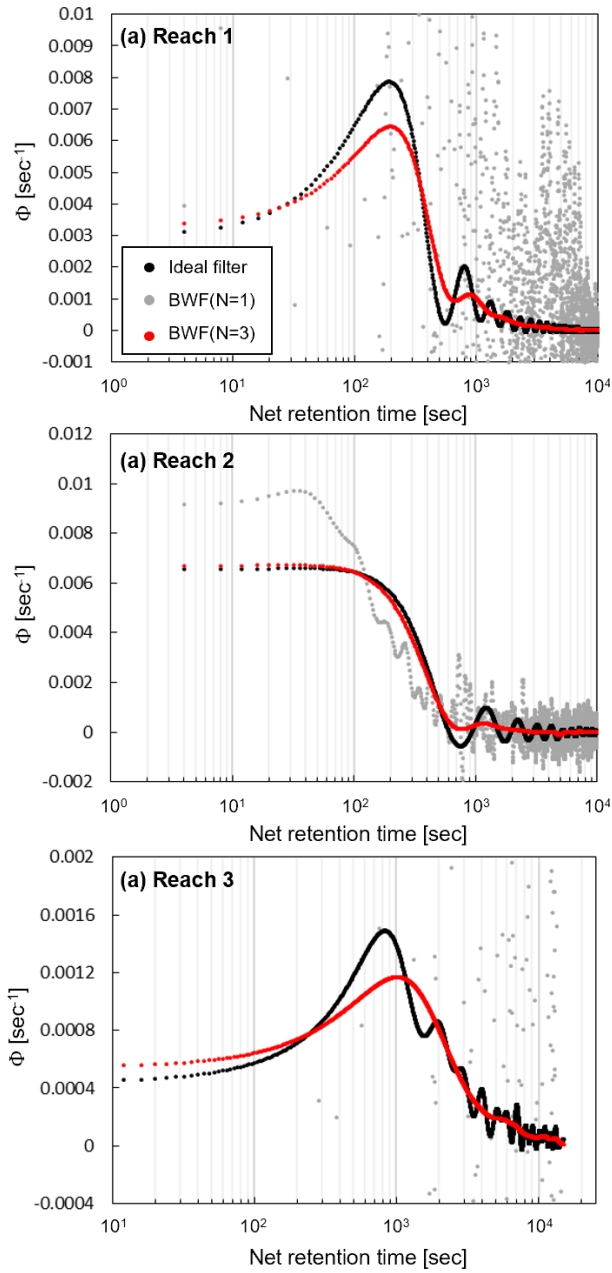 (a) Reach 1
0.01
0.009
0.008
0.007
0.006
0.005
0.004
0.003
0.002
0.001
0
-0.001
Φ [sec⁻¹]
Ideal filter
BWF(N=1)
BWF(N=3)
10⁰ 10¹ 10² 10³ 10⁴
Net retention time [sec]
(a) Reach 2
0.012
0.01
0.008
0.006
0.004
0.002
0
-0.002
Φ [sec⁻¹]
10⁰ 10¹ 10² 10³ 10⁴
Net retention time [sec]
(a) Reach 3
0.002
0.0016
0.0012
0.0008
0.0004
0
-0.0004
Φ [sec⁻¹]
10¹ 10² 10³ 10⁴
Net retention time [sec]